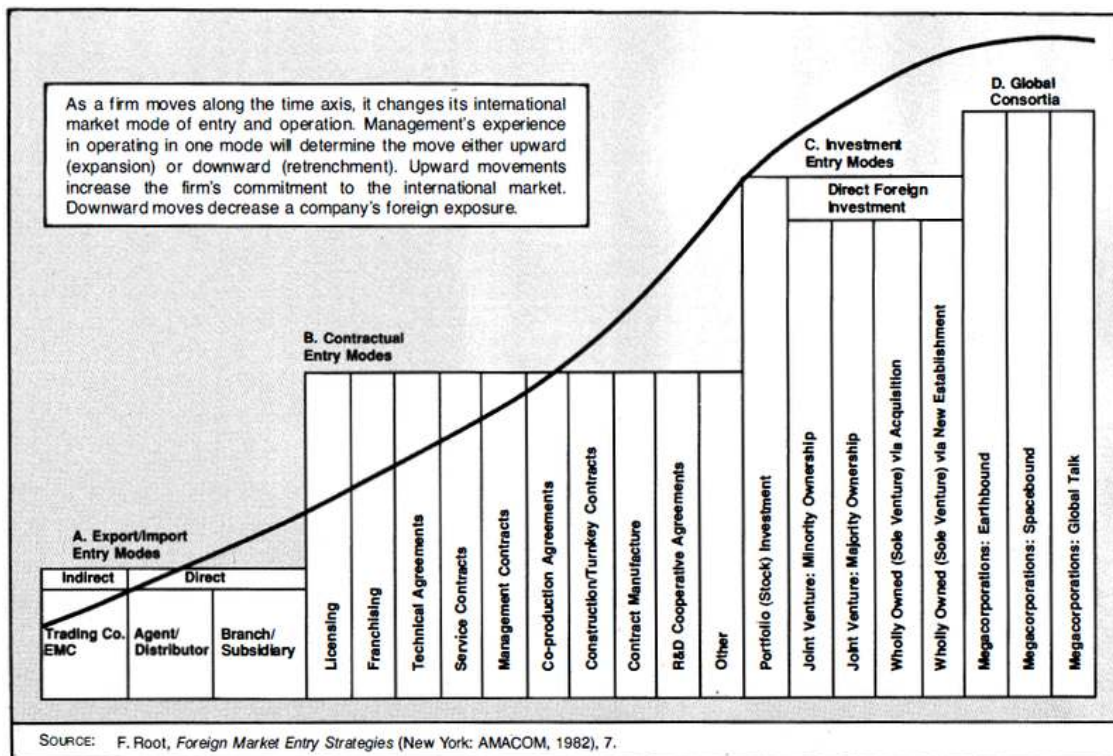 As a firm moves along the time axis, it changes its international
market mode of entry and operation. Management's experience
in operating in one mode will determine the move either upward
(expansion) or downward (retrenchment). Upward movements
increase the firm's commitment to the international market.
Downward moves decrease a company's foreign exposure.
D. Global
Consortia
C. Investment
Entry Modes
Direct Foreign
Investment
B. Contractual
Entry Modes
A. Export/Import
Entry Modes
Indirect
Direct
Trading Co.
EMC
Agent/
Distributor
Branch/
Subsidiary
Licensing
Franchising
Technical Agreements
Service Contracts
Management Contracts
Co-production Agreements
Construction/Turnkey Contracts
Contract Manufacture
R&D Cooperative Agreements
Other
Portfolio (Stock) Investment
Joint Venture: Minority Ownership
Joint Venture: Majority Ownership
Wholly Owned (Sole Venture) via Acquisition
Wholly Owned (Sole Venture) via New Establishment
Megacorporations: Earthbound
Megacorporations: Spacebound
Megacorporations: Global Talk
SOURCE: F. Root, Foreign Market Entry Strategies (New York: AMACOM, 1982), 7.